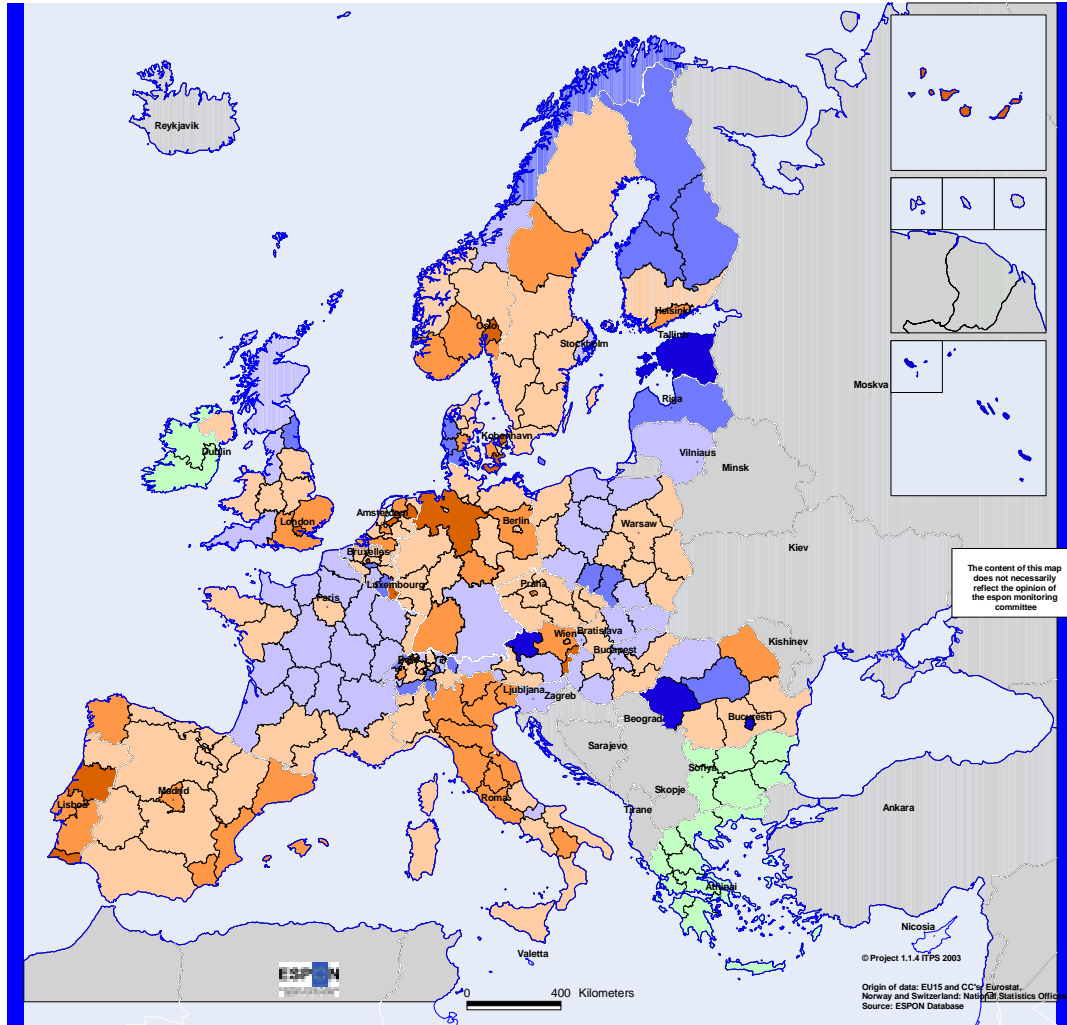 Reykjavik
Oslo
Helsinki
Tallinn
Stockholm
Riga
Moskva
Dublin
Kobenhavn
Vilniaus
Minsk
London
Amsterdam
Berlin
Warsaw
Bruxelles
Kiev
The content of this map
does not necessarily
reflect the opinion of
the espon monitoring
committee
Luxembourg
Praha
Paris
Wien
Bratislava
Kishinev
Budapest
Ljubljana
Zagreb
Beograd
Bucuresti
Sarajevo
Sofiya
Madrid
Roma
Skopje
Lisboa
Tirane
Ankara
Athinai
Nicosia
Valetta
ESPON
0 400 Kilometers
© Project 1.1.4 ITPS 2003
Origin of data: EU15 and CC's: Eurostat,
Norway and Switzerland: National Statistics Offices
Source: ESPON Database